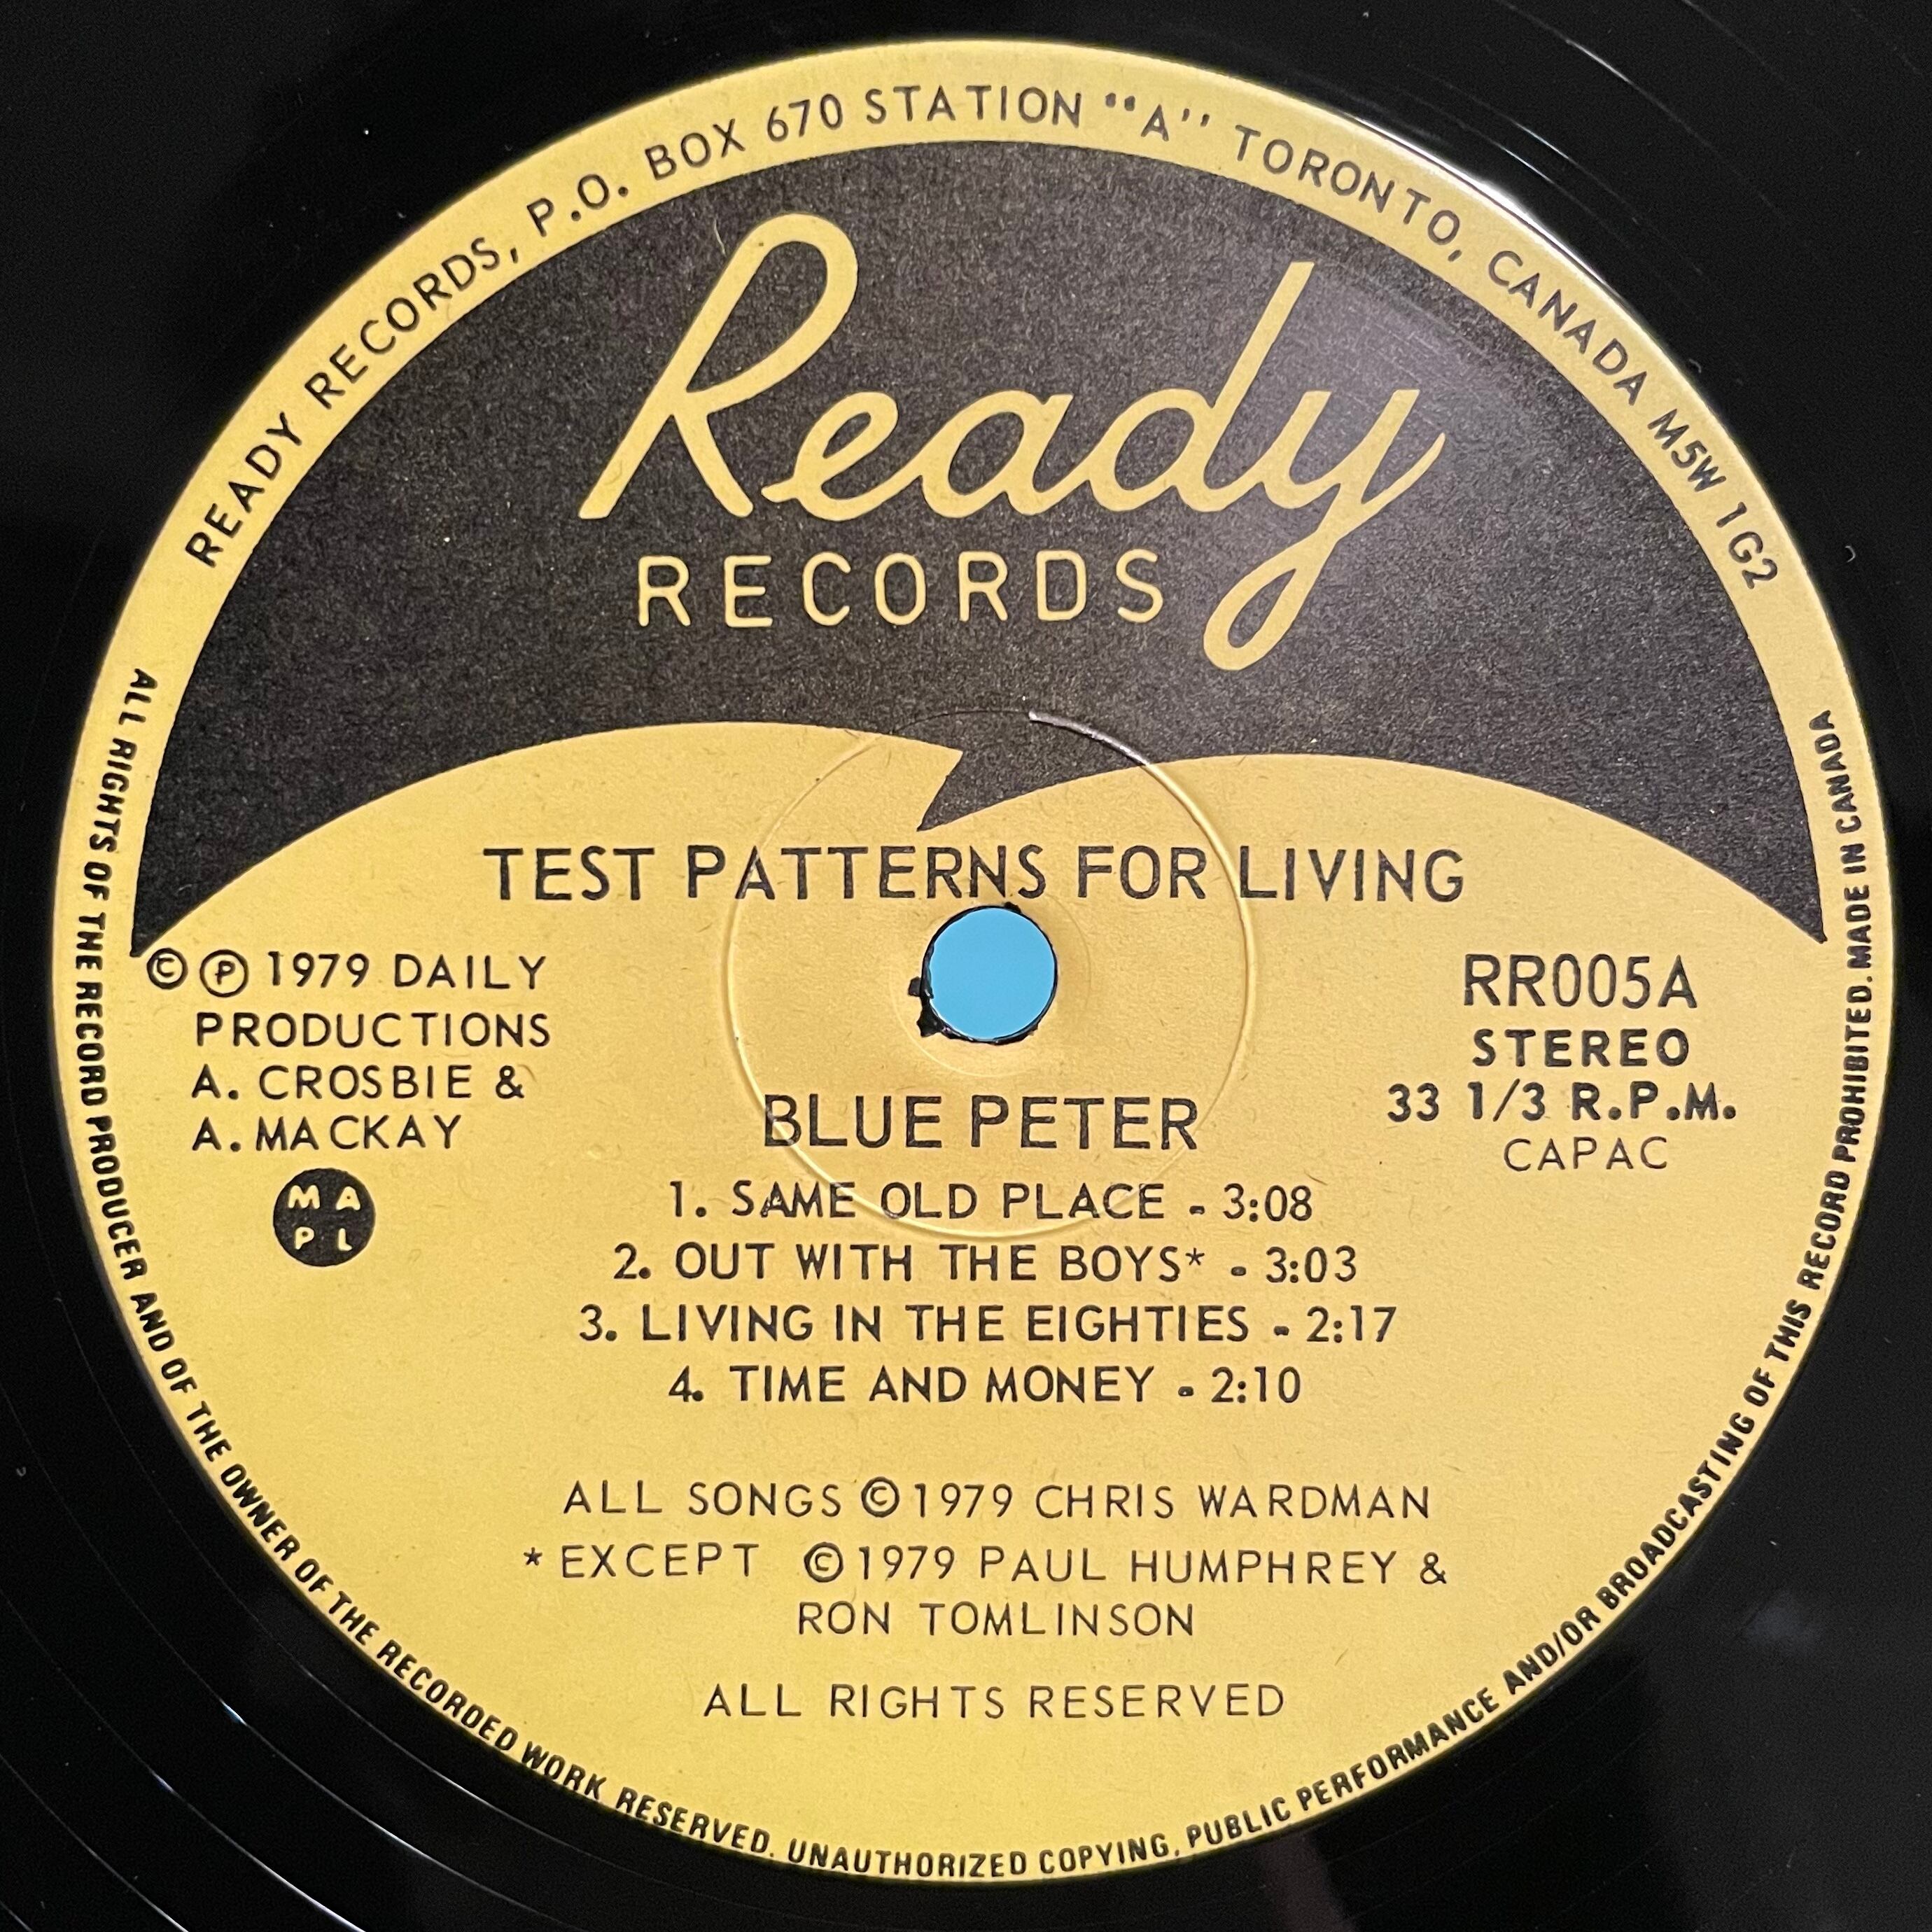 READY RECORDS, P.O. BOX 670 STATION "A" TORONTO, CANADA M5W 1G2
Ready
RECORDS
TEST PATTERNS FOR LIVING
© ℗ 1979 DAILY
PRODUCTIONS
A. CROSBIE &
A. MACKAY
MA
PL
RR005A
STEREO
33 1/3 R.P.M.
CAPAC
BLUE PETER
1. SAME OLD PLACE - 3:08
2. OUT WITH THE BOYS* - 3:03
3. LIVING IN THE EIGHTIES - 2:17
4. TIME AND MONEY - 2:10
ALL SONGS © 1979 CHRIS WARDMAN
* EXCEPT © 1979 PAUL HUMPHREY &
RON TOMLINSON
ALL RIGHTS RESERVED
ALL RIGHTS OF THE RECORD PRODUCER AND OF THE OWNER OF THE RECORDED WORK RESERVED. UNAUTHORIZED COPYING, PUBLIC PERFORMANCE AND/OR BROADCASTING OF THIS RECORD PROHIBITED. MADE IN CANADA